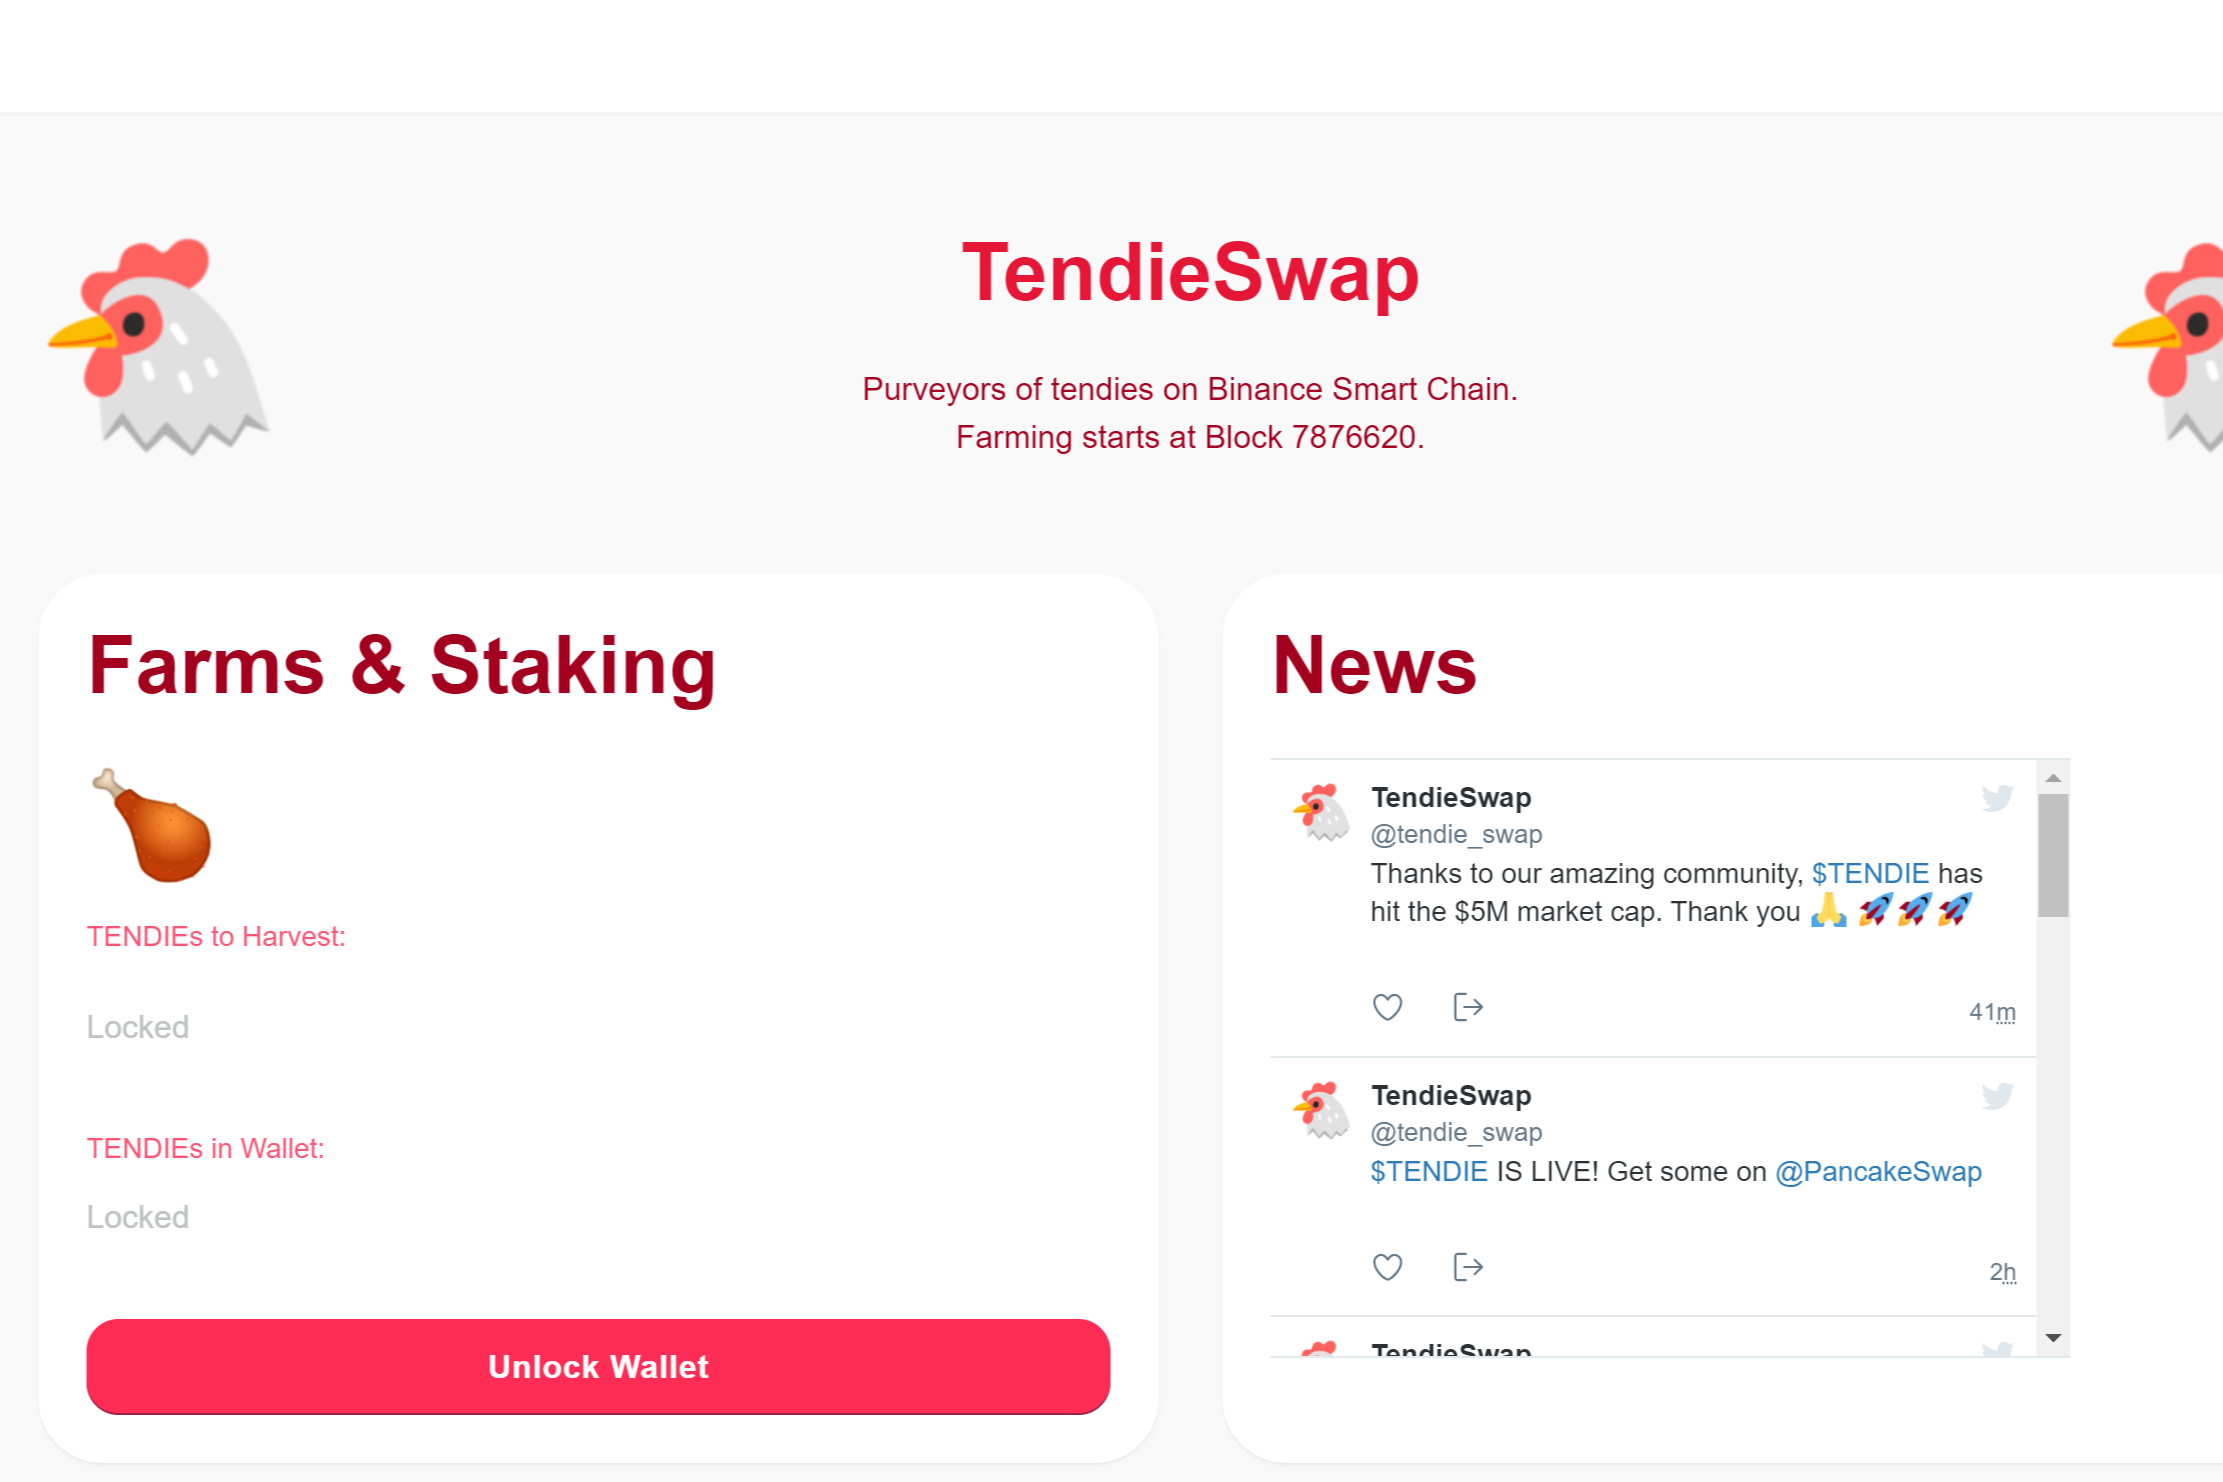 TendieSwap
Purveyors of tendies on Binance Smart Chain.
Farming starts at Block 7876620.
Farms & Staking
TENDIEs to Harvest:
Locked
TENDIEs in Wallet:
Locked
Unlock Wallet
News
TendieSwap
@tendie_swap
Thanks to our amazing community, $TENDIE has
hit the $5M market cap. Thank you 🙏 🚀🚀🚀
41m
TendieSwap
@tendie_swap
$TENDIE IS LIVE! Get some on @PancakeSwap
2h
TendieSwap